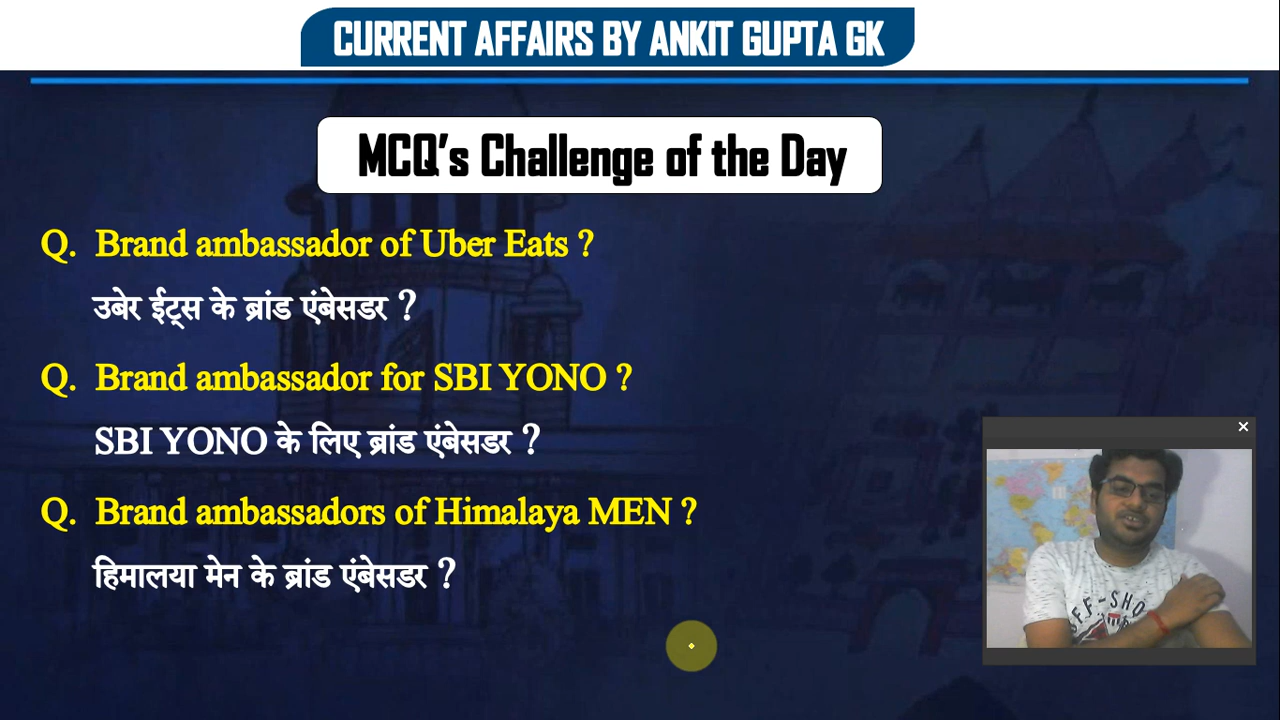 CURRENT AFFAIRS BY ANKIT GUPTA GK
MCQ's Challenge of the Day
Q. Brand ambassador of Uber Eats ?
उबेर ईट्स के ब्रांड एंबेसडर ?
Q. Brand ambassador for SBI YONO ?
SBI YONO के लिए ब्रांड एंबेसडर ?
Q. Brand ambassadors of Himalaya MEN ?
हिमालया मेन के ब्रांड एंबेसडर ?